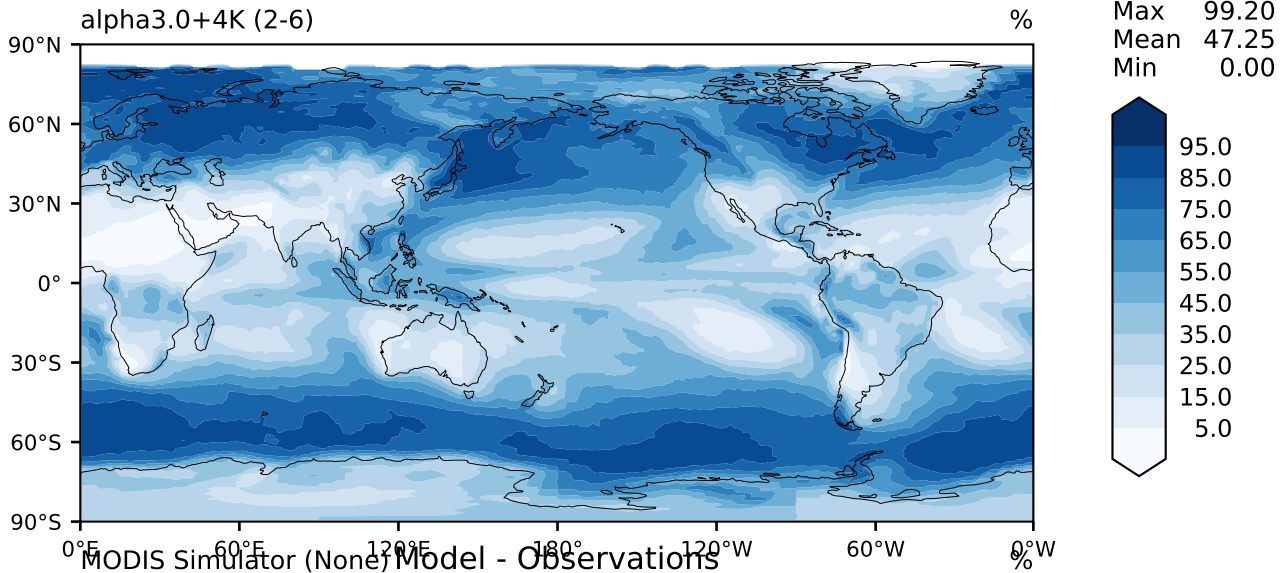 alpha3.0+4K (2-6) %
Max 99.20
Mean 47.25
Min 0.00
90°N
60°N
30°N
0°
30°S
60°S
90°S
95.0
85.0
75.0
65.0
55.0
45.0
35.0
25.0
15.0
5.0
0°E 60°E 120°E 180° 120°W 60°W 0°W
MODIS Simulator (None) Model - Observations %